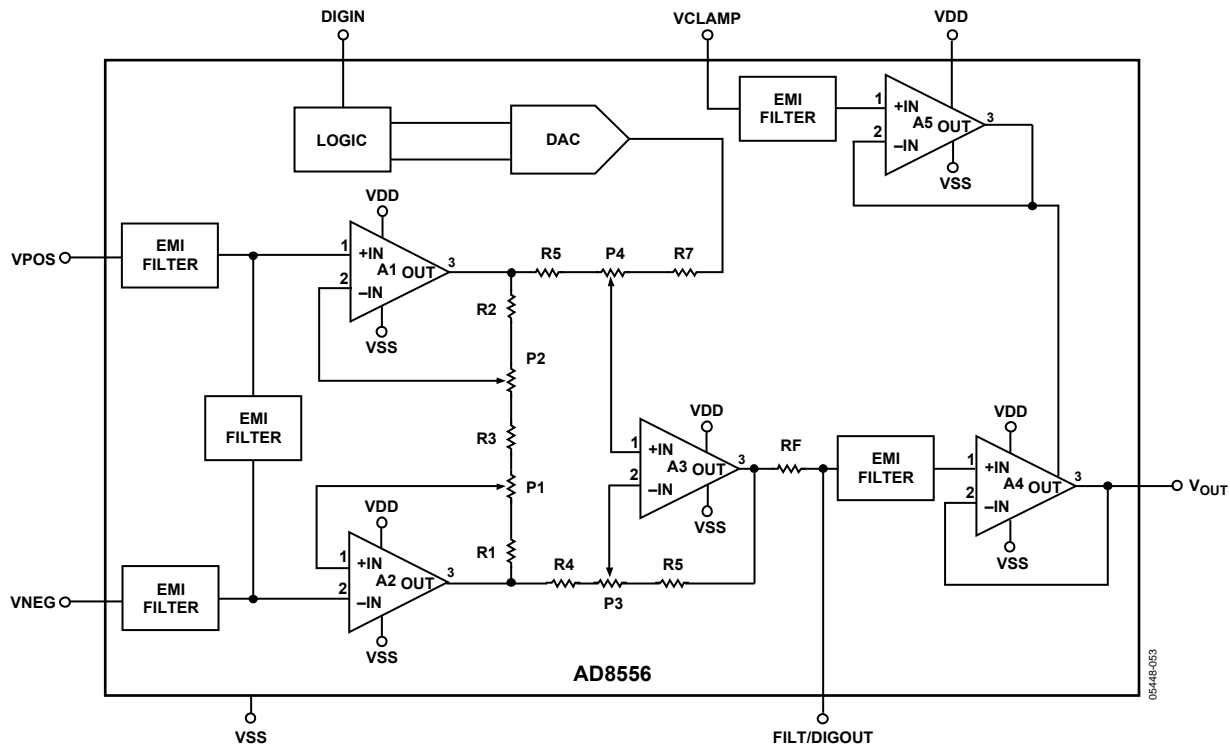 DIGIN
VCLAMP
VDD
LOGIC
DAC
EMI
FILTER
1
+IN
A5
OUT
3
2
–IN
VSS
VDD
VPOS
EMI
FILTER
1
+IN
A1
OUT
3
2
–IN
VSS
R5
P4
R7
R2
P2
EMI
FILTER
R3
P1
VDD
1
+IN
A3
OUT
3
2
–IN
VSS
RF
EMI
FILTER
VDD
1
+IN
A4
OUT
3
2
–IN
VSS
VOUT
VDD
R1
1
+IN
A2
OUT
3
2
–IN
VSS
R4
P3
R5
VNEG
EMI
FILTER
AD8556
05448-053
VSS
FILT/DIGOUT